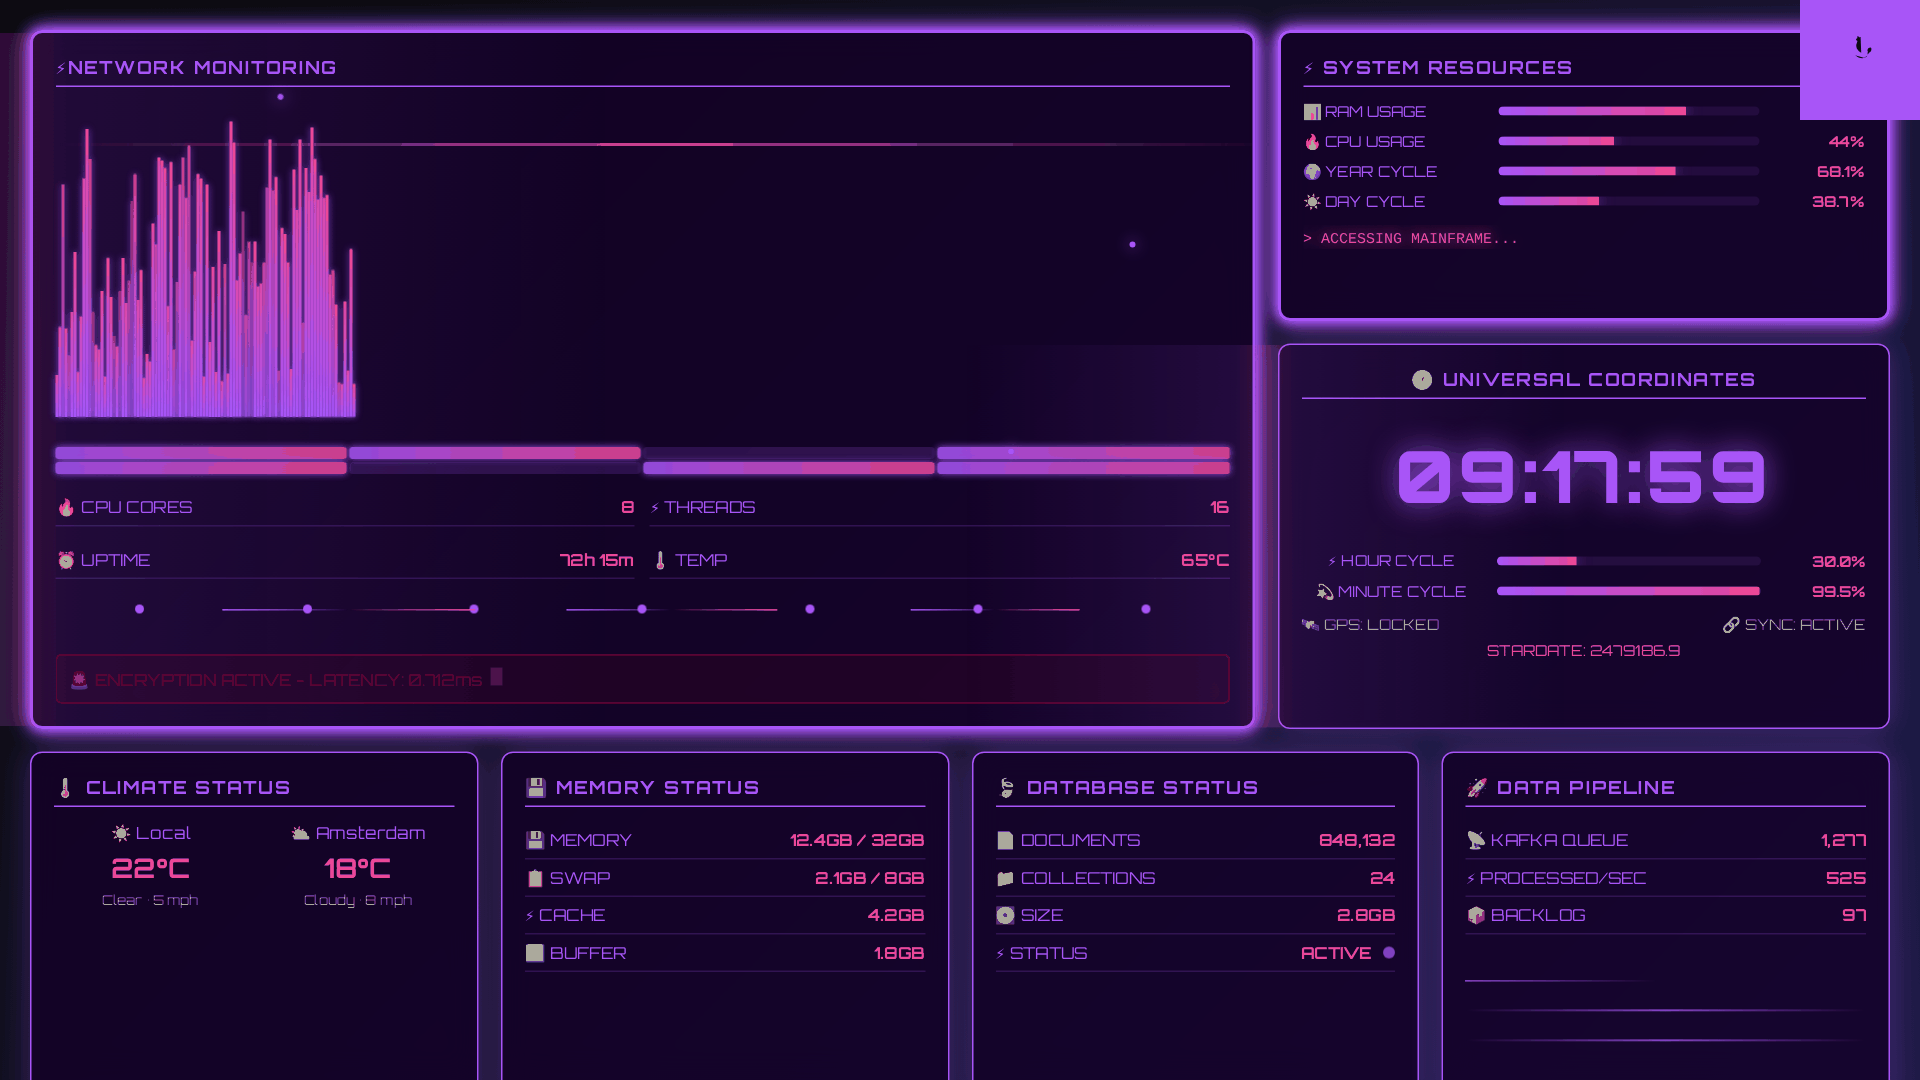 ⚡NETWORK MONITORING
CPU CORES 8
⚡ THREADS 16
UPTIME 72h 15m
TEMP 65°C
ENCRYPTION ACTIVE - LATENCY: 0.712ms
⚡ SYSTEM RESOURCES
RAM USAGE
CPU USAGE 44%
YEAR CYCLE 68.1%
DAY CYCLE 38.7%
> ACCESSING MAINFRAME...
UNIVERSAL COORDINATES
09:17:59
⚡ HOUR CYCLE 30.0%
MINUTE CYCLE 99.5%
GPS: LOCKED
SYNC: ACTIVE
STARDATE: 2479186.9
CLIMATE STATUS
Local
22°C
Clear · 5 mph
Amsterdam
18°C
Cloudy · 8 mph
MEMORY STATUS
MEMORY 12.4GB / 32GB
SWAP 2.1GB / 8GB
⚡ CACHE 4.2GB
BUFFER 1.8GB
DATABASE STATUS
DOCUMENTS 848,132
COLLECTIONS 24
SIZE 2.8GB
⚡ STATUS ACTIVE
DATA PIPELINE
KAFKA QUEUE 1,277
⚡ PROCESSED/SEC 525
BACKLOG 97